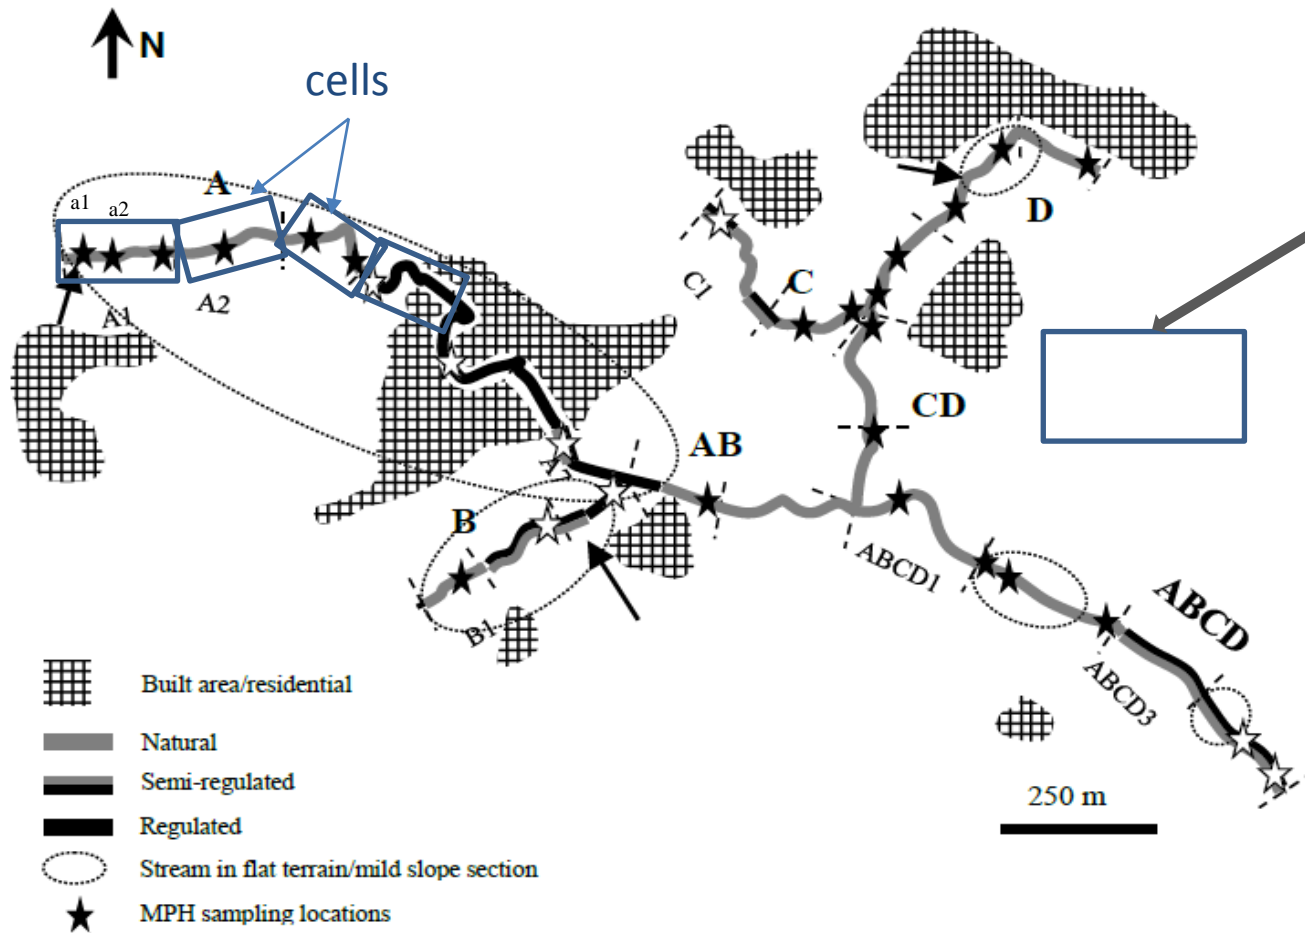 N
cells
A
a1 a2
A1
A2
D
C1
C
CD
AB
B
B1
ABCD1
ABCD
ABCD3
Built area/residential
Natural
Semi-regulated
Regulated
Stream in flat terrain/mild slope section
MPH sampling locations
250 m